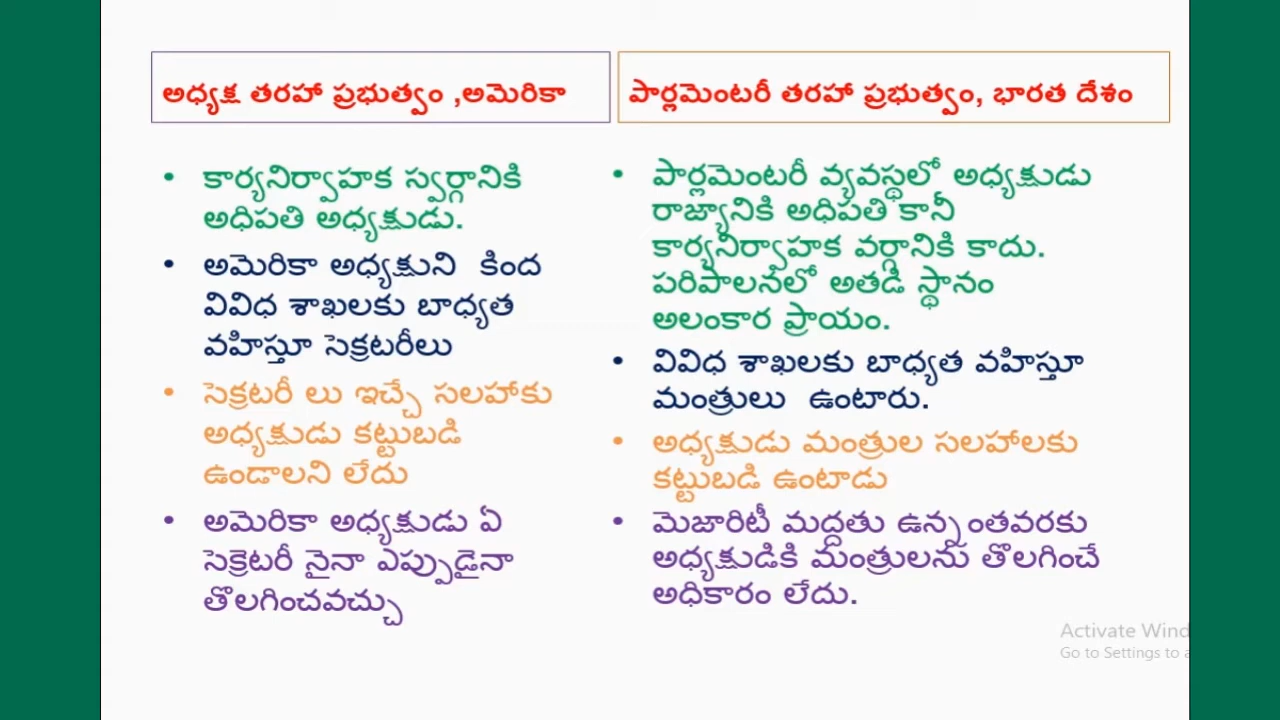 అధ్యక్ష తరహా ప్రభుత్వం ,అమెరికా
కార్యనిర్వాహక స్వర్గానికి
అధిపతి అధ్యక్షుడు.
అమెరికా అధ్యక్షుని కింద
వివిధ శాఖలకు బాధ్యత
వహిస్తూ సెక్రటరీలు
సెక్రటరీ లు ఇచ్చే సలహాకు
అధ్యక్షుడు కట్టుబడి
ఉండాలని లేదు
అమెరికా అధ్యక్షుడు ఏ
సెక్రెటరీ నైనా ఎప్పుడైనా
తొలగించవచ్చు
పార్లమెంటరీ తరహా ప్రభుత్వం, భారత దేశం
పార్లమెంటరీ వ్యవస్థలో అధ్యక్షుడు
రాజ్యానికి అధిపతి కానీ
కార్యనిర్వాహక వర్గానికి కాదు.
పరిపాలనలో అతడి స్థానం
అలంకార ప్రాయం.
వివిధ శాఖలకు బాధ్యత వహిస్తూ
మంత్రులు ఉంటారు.
అధ్యక్షుడు మంత్రుల సలహాలకు
కట్టుబడి ఉంటాడు
మెజారిటీ మద్దతు ఉన్నంతవరకు
అధ్యక్షుడికి మంత్రులను తొలగించే
అధికారం లేదు.
Activate Wind
Go to Settings to a